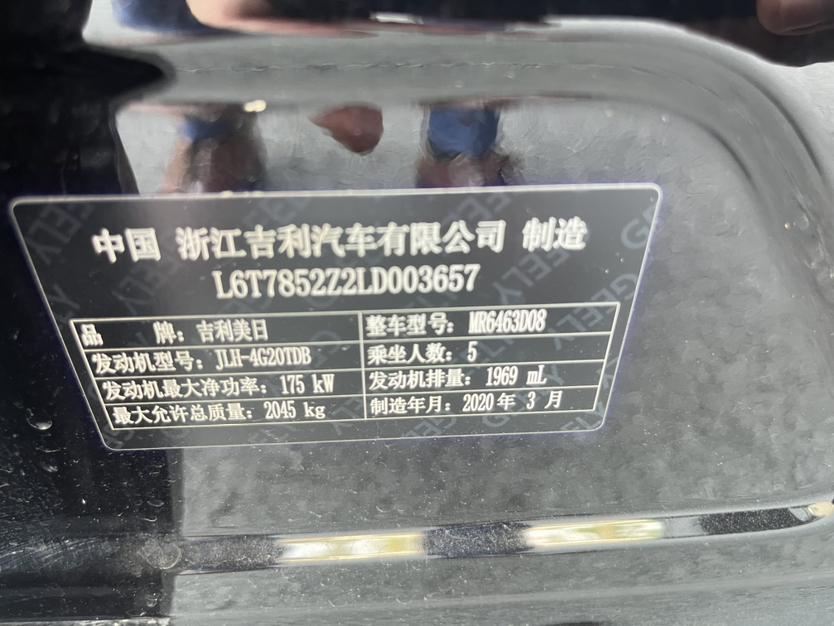 中国 浙江吉利汽车有限公司 制造
L6T7852Z2LD003657
品 牌：吉利美日 整车型号：MR6463D08
发动机型号：JLH-4G20TDB 乘坐人数：5
发动机最大净功率：175 kW 发动机排量：1969 mL
最大允许总质量：2045 kg 制造年月：2020 年 3 月